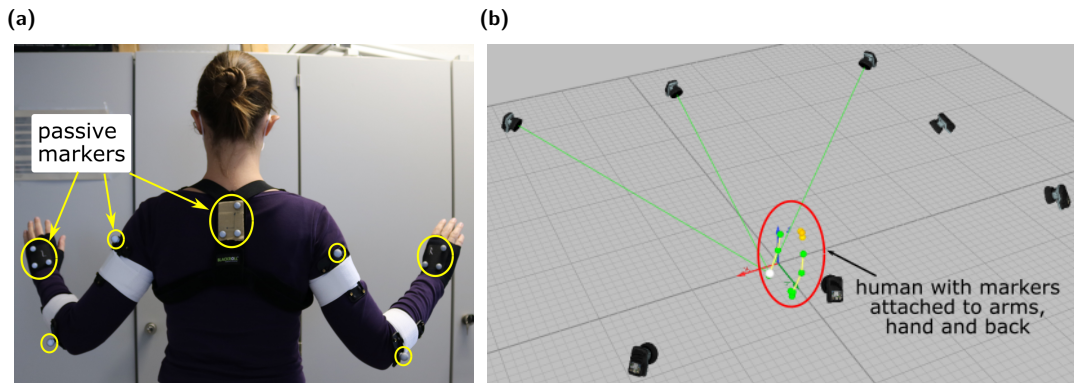 (a)
(b)
passive
markers
human with markers
attached to arms,
hand and back